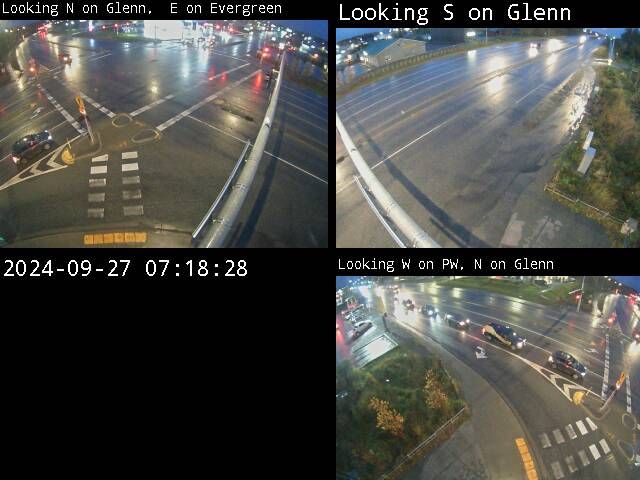 Looking N on Glenn, E on Evergreen
Looking S on Glenn
2024-09-27 07:18:28
Looking W on PW, N on Glenn